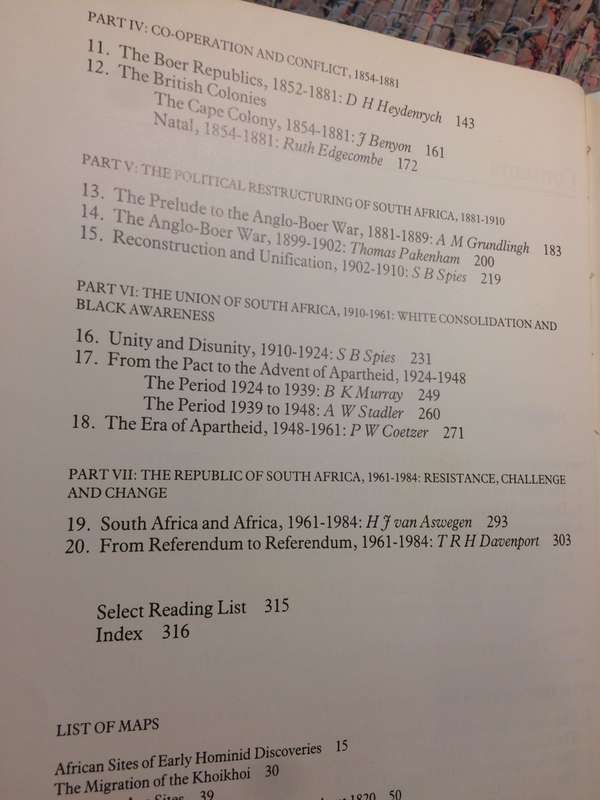 PART IV: CO-OPERATION AND CONFLICT, 1854-1881
11. The Boer Republics, 1852-1881: D H Heydenrych 143
12. The British Colonies
The Cape Colony, 1854-1881: J Benyon 161
Natal, 1854-1881: Ruth Edgecombe 172
PART V: THE POLITICAL RESTRUCTURING OF SOUTH AFRICA, 1881-1910
13. The Prelude to the Anglo-Boer War, 1881-1889: A M Grundlingh 183
14. The Anglo-Boer War, 1899-1902: Thomas Pakenham 200
15. Reconstruction and Unification, 1902-1910: S B Spies 219
PART VI: THE UNION OF SOUTH AFRICA, 1910-1961: WHITE CONSOLIDATION AND
BLACK AWARENESS
16. Unity and Disunity, 1910-1924: S B Spies 231
17. From the Pact to the Advent of Apartheid, 1924-1948
The Period 1924 to 1939: B K Murray 249
The Period 1939 to 1948: A W Stadler 260
18. The Era of Apartheid, 1948-1961: P W Coetzer 271
PART VII: THE REPUBLIC OF SOUTH AFRICA, 1961-1984: RESISTANCE, CHALLENGE
AND CHANGE
19. South Africa and Africa, 1961-1984: H J van Aswegen 293
20. From Referendum to Referendum, 1961-1984: T R H Davenport 303
Select Reading List 315
Index 316
LIST OF MAPS
African Sites of Early Hominid Discoveries 15
The Migration of the Khoikhoi 30
Sites 39
1820 50